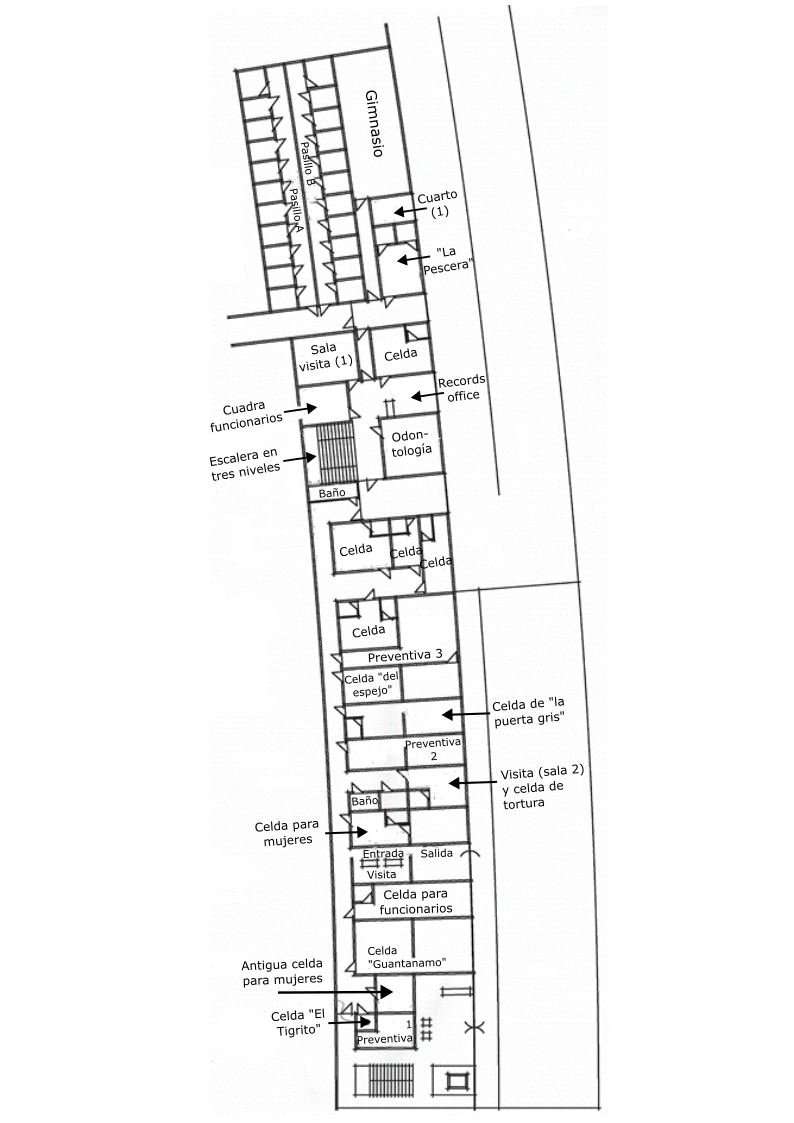 Gimnasio
Pasillo B
Pasillo A
Cuarto
(1)
"La
Pescera"
Sala
visita (1)
Celda
Records
office
Cuadra
funcionarios
Odon-
tología
Escalera en
tres niveles
Baño
Celda
Celda
Celda
Celda
Preventiva 3
Celda "del
espejo"
Celda de "la
puerta gris"
Preventiva
2
Visita (sala 2)
y celda de
tortura
Baño
Celda para
mujeres
Entrada
Salida
Visita
Celda para
funcionarios
Celda
"Guantanamo"
Antigua celda
para mujeres
Celda "El
Tigrito"
1
Preventiva